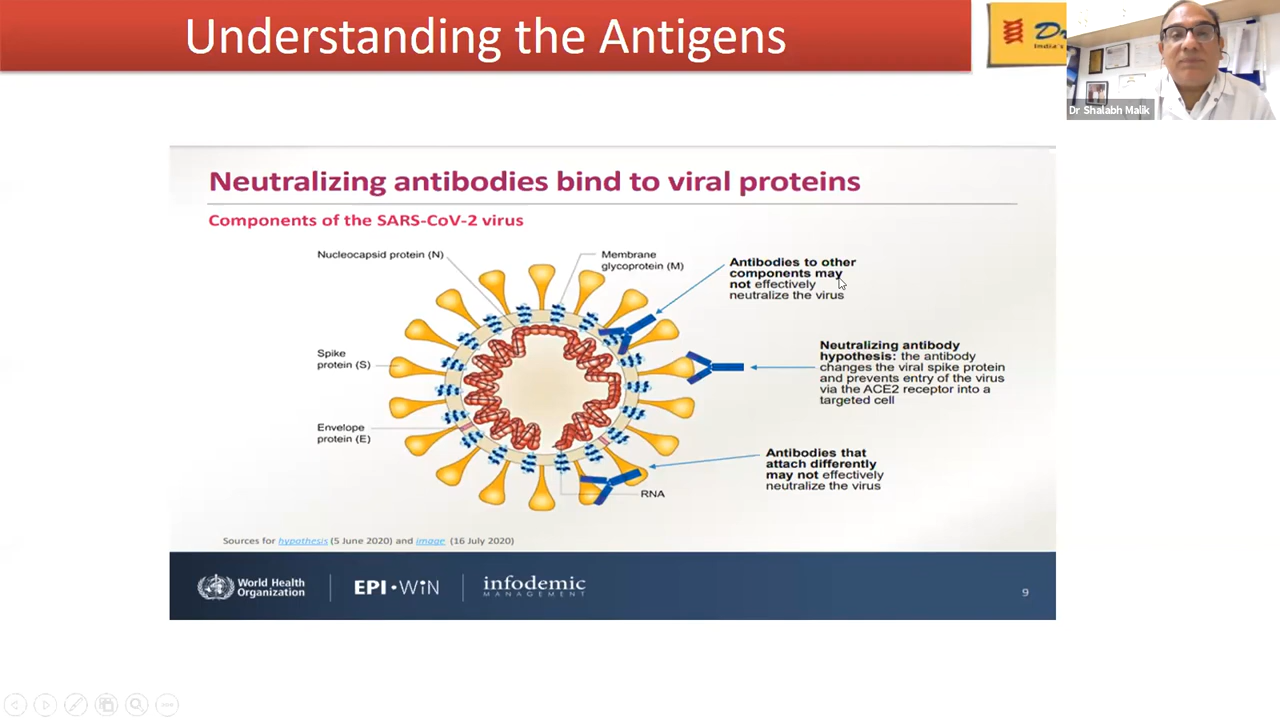 Understanding the Antigens
Dr
India's
Dr Shalabh Malik
Neutralizing antibodies bind to viral proteins
Components of the SARS-CoV-2 virus
Nucleocapsid protein (N)
Membrane
glycoprotein (M)
Antibodies to other
components may
not effectively
neutralize the virus
Spike
protein (S)
Neutralizing antibody
hypothesis: the antibody
changes the viral spike protein
and prevents entry of the virus
via the ACE2 receptor into a
targeted cell
Envelope
protein (E)
Antibodies that
attach differently
may not effectively
neutralize the virus
RNA
Sources for hypothesis (5 June 2020) and image (16 July 2020)
World Health
Organization
EPI•WiN
infodemic
MANAGEMENT
9